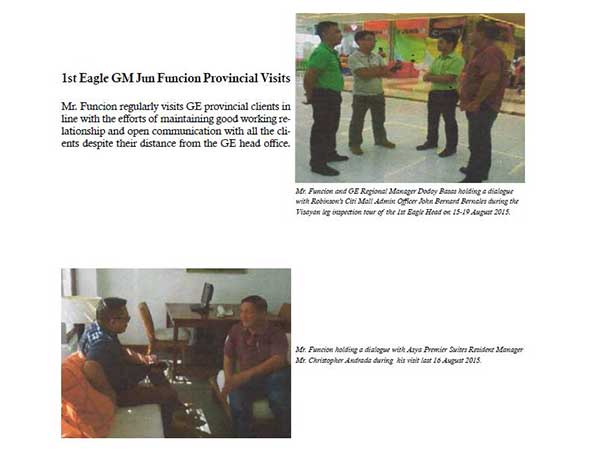 1st Eagle GM Jun Funcion Provincial Visits
Mr. Funcion regularly visits GE provincial clients in
line with the efforts of maintaining good working re-
lationship and open communication with all the cli-
ents despite their distance from the GE head office.
Mr. Funcion and GE Regional Manager Dodoy Basas holding a dialogue
with Robinson's Citi Mall Admin Officer John Bernard Bernales during the
Visayan leg inspection tour of the 1st Eagle Head on 15-19 August 2015.
Mr. Funcion holding a dialogue with Asya Premier Suites Resident Manager
Mr. Christopher Andrada during his visit last 16 August 2015.